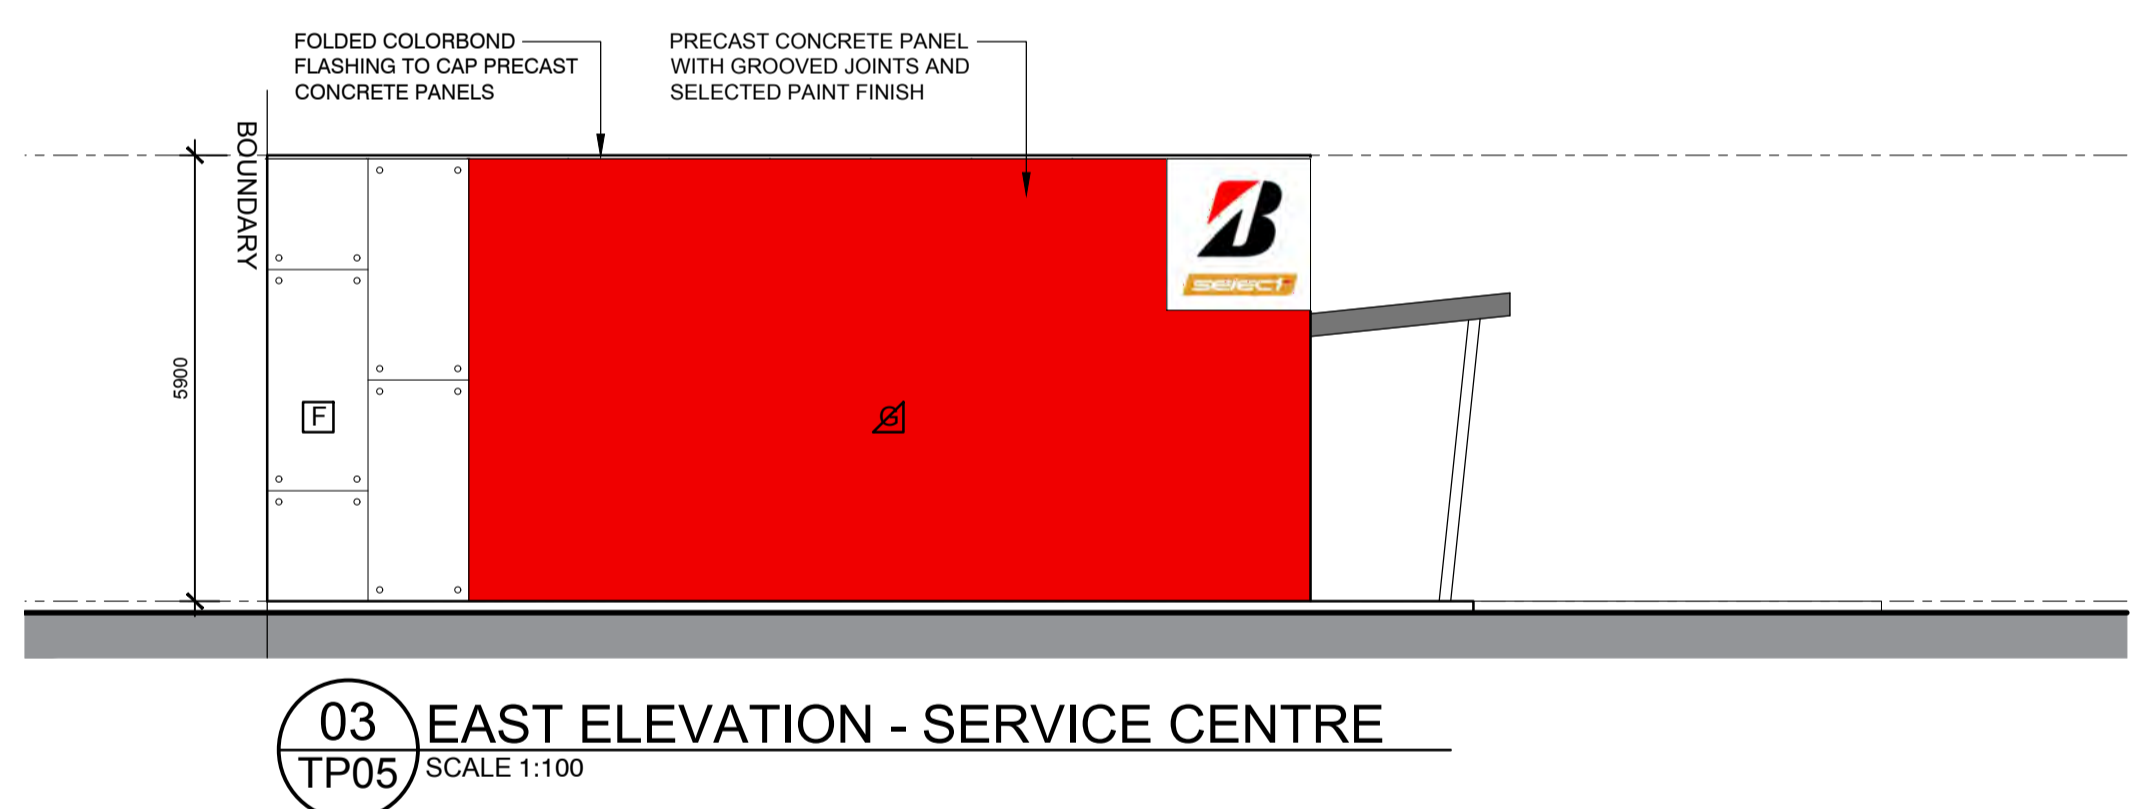 FOLDED COLORBOND
FLASHING TO CAP PRECAST
CONCRETE PANELS
PRECAST CONCRETE PANEL
WITH GROOVED JOINTS AND
SELECTED PAINT FINISH
BOUNDARY
5900
F
G
B
select
03
TP05
EAST ELEVATION - SERVICE CENTRE
SCALE 1:100